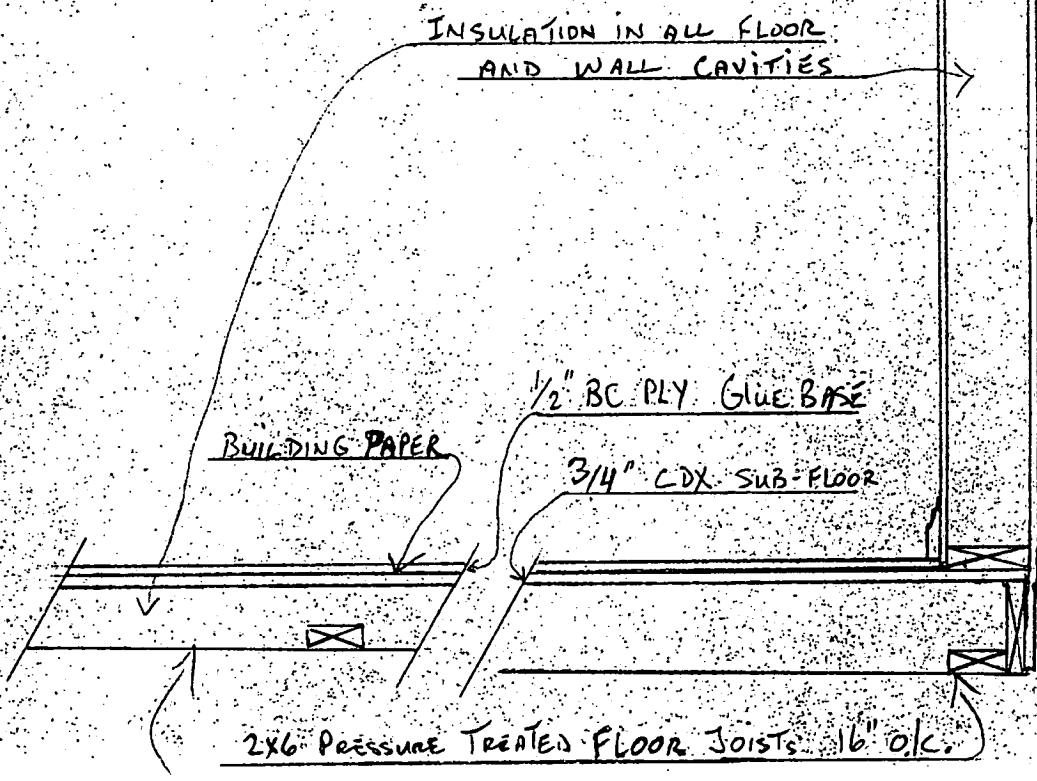 INSULATION IN ALL FLOOR
AND WALL CAVITIES
1/2" BC PLY GLUE BASE
BUILDING PAPER
3/4" CDX SUB-FLOOR
2X6 PRESSURE TREATED FLOOR JOISTS 16" O/C.